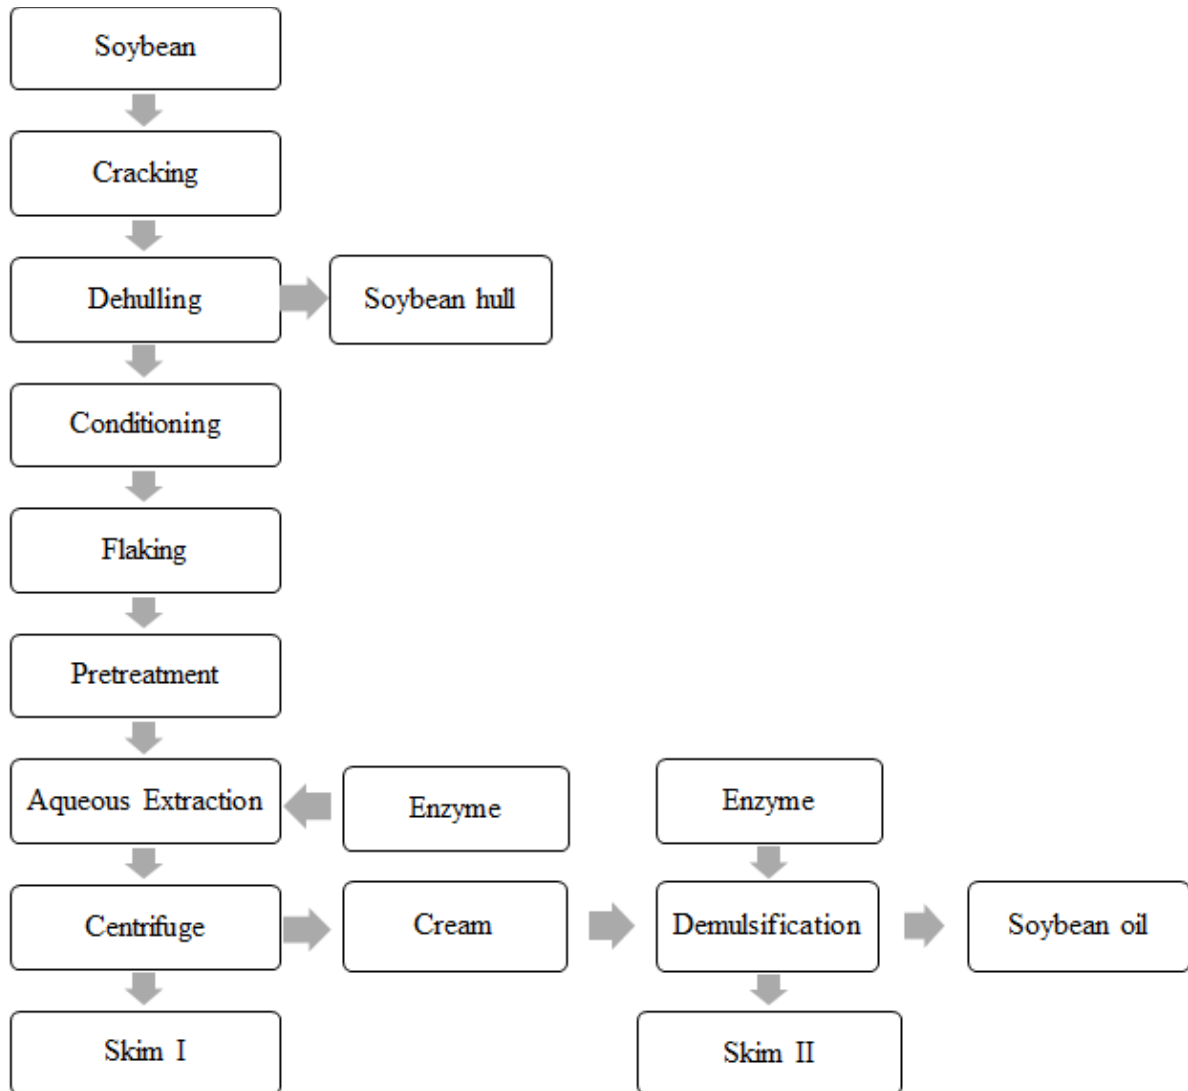 Soybean
Cracking
Dehulling
Soybean hull
Conditioning
Flaking
Pretreatment
Aqueous Extraction
Enzyme
Enzyme
Centrifuge
Cream
Demulsification
Soybean oil
Skim I
Skim II